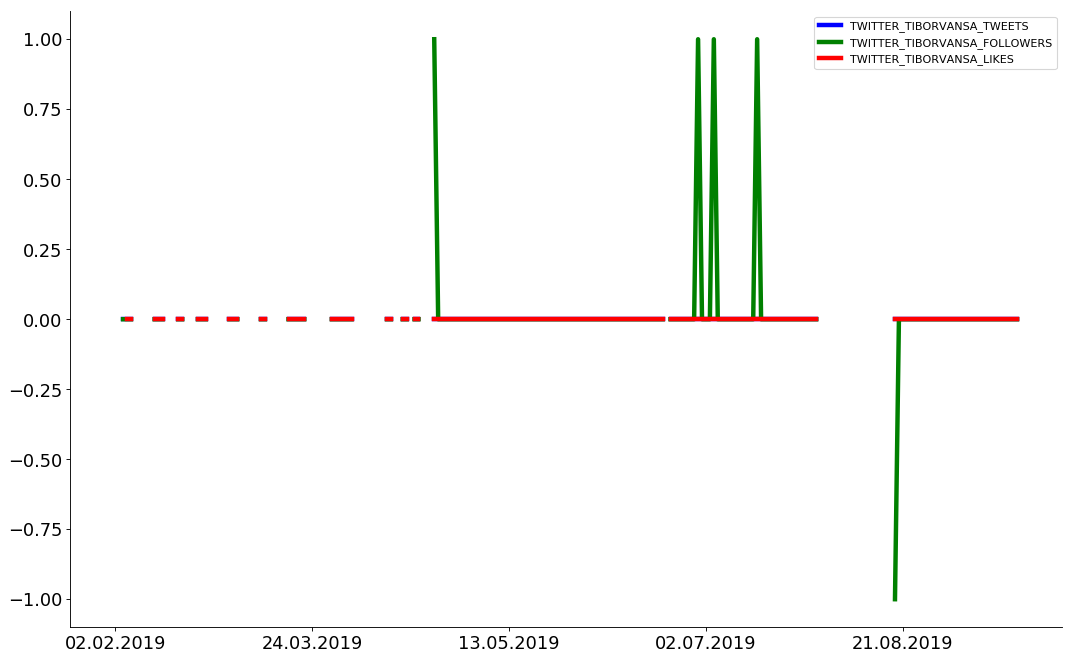 TWITTER_TIBORVANSA_TWEETS
TWITTER_TIBORVANSA_FOLLOWERS
TWITTER_TIBORVANSA_LIKES
1.00
0.75
0.50
0.25
0.00
−0.25
−0.50
−0.75
−1.00
02.02.2019 24.03.2019 13.05.2019 02.07.2019 21.08.2019